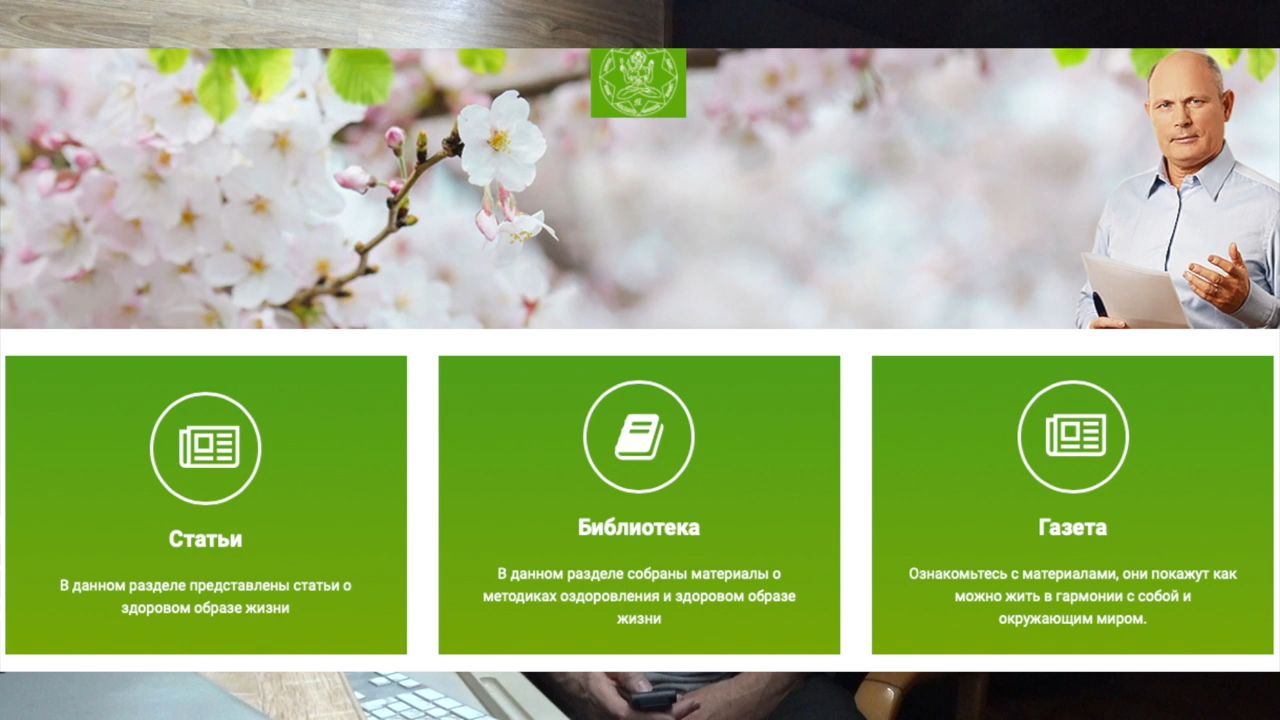 Статьи
В данном разделе представлены статьи о
здоровом образе жизни
Библиотека
В данном разделе собраны материалы о
методиках оздоровления и здоровом образе
жизни
Газета
Ознакомьтесь с материалами, они покажут как
можно жить в гармонии с собой и
окружающим миром.